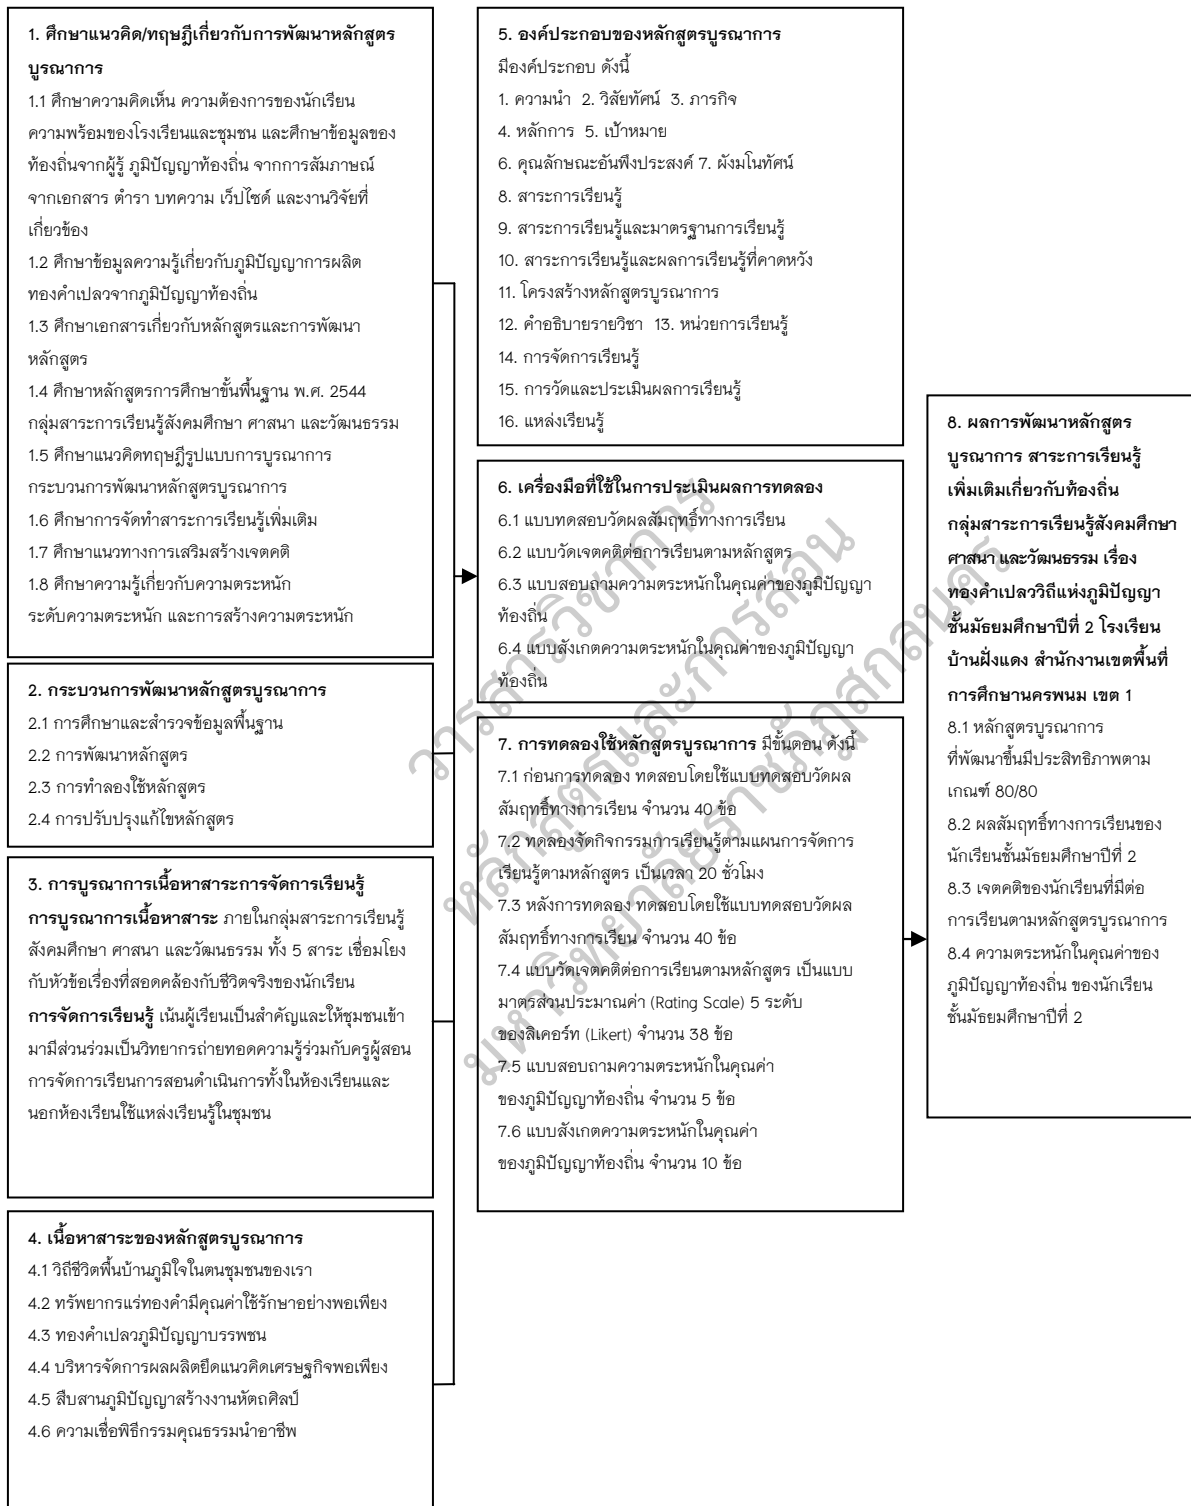 1. ศึกษาแนวคิด/ทฤษฎีเกี่ยวกับการพัฒนาหลักสูตร
บูรณาการ
1.1 ศึกษาความคิดเห็น ความต้องการของนักเรียน
ความพร้อมของโรงเรียนและชุมชน และศึกษาข้อมูลของ
ท้องถิ่นจากผู้รู้ ภูมิปัญญาท้องถิ่น จากการสัมภาษณ์
จากเอกสาร ตำรา บทความ เว็ปไซด์ และงานวิจัยที่
เกี่ยวข้อง
1.2 ศึกษาข้อมูลความรู้เกี่ยวกับภูมิปัญญาการผลิต
ทองคำเปลวจากภูมิปัญญาท้องถิ่น
1.3 ศึกษาเอกสารเกี่ยวกับหลักสูตรและการพัฒนา
หลักสูตร
1.4 ศึกษาหลักสูตรการศึกษาขั้นพื้นฐาน พ.ศ. 2544
กลุ่มสาระการเรียนรู้สังคมศึกษา ศาสนา และวัฒนธรรม
1.5 ศึกษาแนวคิดทฤษฎีรูปแบบการบูรณาการ
กระบวนการพัฒนาหลักสูตรบูรณาการ
1.6 ศึกษาการจัดทำสาระการเรียนรู้เพิ่มเติม
1.7 ศึกษาแนวทางการเสริมสร้างเจตคติ
1.8 ศึกษาความรู้เกี่ยวกับความตระหนัก
ระดับความตระหนัก และการสร้างความตระหนัก
2. กระบวนการพัฒนาหลักสูตรบูรณาการ
2.1 การศึกษาและสำรวจข้อมูลพื้นฐาน
2.2 การพัฒนาหลักสูตร
2.3 การทำลองใช้หลักสูตร
2.4 การปรับปรุงแก้ไขหลักสูตร
3. การบูรณาการเนื้อหาสาระการจัดการเรียนรู้
การบูรณาการเนื้อหาสาระ ภายในกลุ่มสาระการเรียนรู้
สังคมศึกษา ศาสนา และวัฒนธรรม ทั้ง 5 สาระ เชื่อมโยง
กับหัวข้อเรื่องที่สอดคล้องกับชีวิตจริงของนักเรียน
การจัดการเรียนรู้ เน้นผู้เรียนเป็นสำคัญและให้ชุมชนเข้า
มามีส่วนร่วมเป็นวิทยากรถ่ายทอดความรู้ร่วมกับครูผู้สอน
การจัดการเรียนการสอนดำเนินการทั้งในห้องเรียนและ
นอกห้องเรียนใช้แหล่งเรียนรู้ในชุมชน
4. เนื้อหาสาระของหลักสูตรบูรณาการ
4.1 วิถีชีวิตพื้นบ้านภูมิใจในตนชุมชนของเรา
4.2 ทรัพยากรแร่ทองคำมีคุณค่าใช้รักษาอย่างพอเพียง
4.3 ทองคำเปลวภูมิปัญญาบรรพชน
4.4 บริหารจัดการผลผลิตยึดแนวคิดเศรษฐกิจพอเพียง
4.5 สืบสานภูมิปัญญาสร้างงานหัตถศิลป์
4.6 ความเชื่อพิธีกรรมคุณธรรมนำอาชีพ
5. องค์ประกอบของหลักสูตรบูรณาการ
มีองค์ประกอบ ดังนี้
1. ความนำ 2. วิสัยทัศน์ 3. ภารกิจ
4. หลักการ 5. เป้าหมาย
6. คุณลักษณะอันพึงประสงค์ 7. ผังมโนทัศน์
8. สาระการเรียนรู้
9. สาระการเรียนรู้และมาตรฐานการเรียนรู้
10. สาระการเรียนรู้และผลการเรียนรู้ที่คาดหวัง
11. โครงสร้างหลักสูตรบูรณาการ
12. คำอธิบายรายวิชา 13. หน่วยการเรียนรู้
14. การจัดการเรียนรู้
15. การวัดและประเมินผลการเรียนรู้
16. แหล่งเรียนรู้
6. เครื่องมือที่ใช้ในการประเมินผลการทดลอง
6.1 แบบทดสอบวัดผลสัมฤทธิ์ทางการเรียน
6.2 แบบวัดเจตคติต่อการเรียนตามหลักสูตร
6.3 แบบสอบถามความตระหนักในคุณค่าของภูมิปัญญา
ท้องถิ่น
6.4 แบบสังเกตความตระหนักในคุณค่าของภูมิปัญญา
ท้องถิ่น
7. การทดลองใช้หลักสูตรบูรณาการ มีขั้นตอน ดังนี้
7.1 ก่อนการทดลอง ทดสอบโดยใช้แบบทดสอบวัดผล
สัมฤทธิ์ทางการเรียน จำนวน 40 ข้อ
7.2 ทดลองจัดกิจกรรมการเรียนรู้ตามแผนการจัดการ
เรียนรู้ตามหลักสูตร เป็นเวลา 20 ชั่วโมง
7.3 หลังการทดลอง ทดสอบโดยใช้แบบทดสอบวัดผล
สัมฤทธิ์ทางการเรียน จำนวน 40 ข้อ
7.4 แบบวัดเจตคติต่อการเรียนตามหลักสูตร เป็นแบบ
มาตรส่วนประมาณค่า (Rating Scale) 5 ระดับ
ของลิเคอร์ท (Likert) จำนวน 38 ข้อ
7.5 แบบสอบถามความตระหนักในคุณค่า
ของภูมิปัญญาท้องถิ่น จำนวน 5 ข้อ
7.6 แบบสังเกตความตระหนักในคุณค่า
ของภูมิปัญญาท้องถิ่น จำนวน 10 ข้อ
8. ผลการพัฒนาหลักสูตร
บูรณาการ สาระการเรียนรู้
เพิ่มเติมเกี่ยวกับท้องถิ่น
กลุ่มสาระการเรียนรู้สังคมศึกษา
ศาสนา และวัฒนธรรม เรื่อง
ทองคำเปลววิถีแห่งภูมิปัญญา
ชั้นมัธยมศึกษาปีที่ 2 โรงเรียน
บ้านฝั่งแดง สำนักงานเขตพื้นที่
การศึกษานครพนม เขต 1
8.1 หลักสูตรบูรณาการ
ที่พัฒนาขึ้นมีประสิทธิภาพตาม
เกณฑ์ 80/80
8.2 ผลสัมฤทธิ์ทางการเรียนของ
นักเรียนชั้นมัธยมศึกษาปีที่ 2
8.3 เจตคติของนักเรียนที่มีต่อ
การเรียนตามหลักสูตรบูรณาการ
8.4 ความตระหนักในคุณค่าของ
ภูมิปัญญาท้องถิ่น ของนักเรียน
ชั้นมัธยมศึกษาปีที่ 2
วารสารวิชาการ
หลักสูตรและการสอน
มหาวิทยาลัยราชภัฏสกลนคร